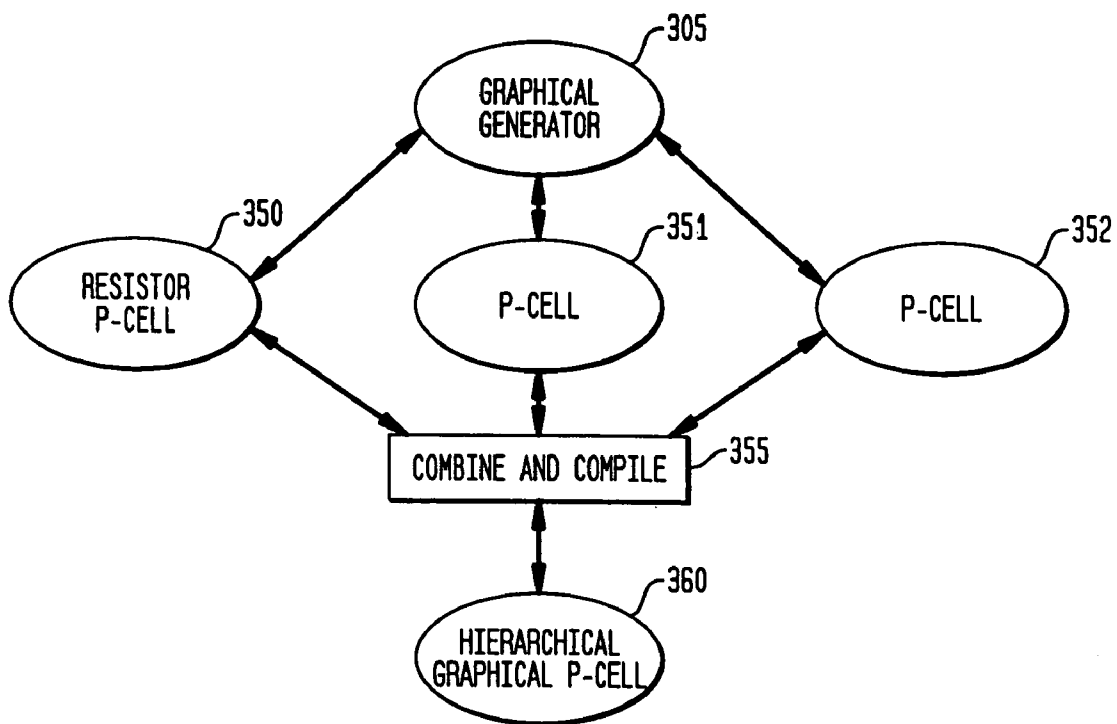 305
GRAPHICAL
GENERATOR
350
351
352
RESISTOR
P-CELL
P-CELL
P-CELL
COMBINE AND COMPILE
355
360
HIERARCHICAL
GRAPHICAL P-CELL